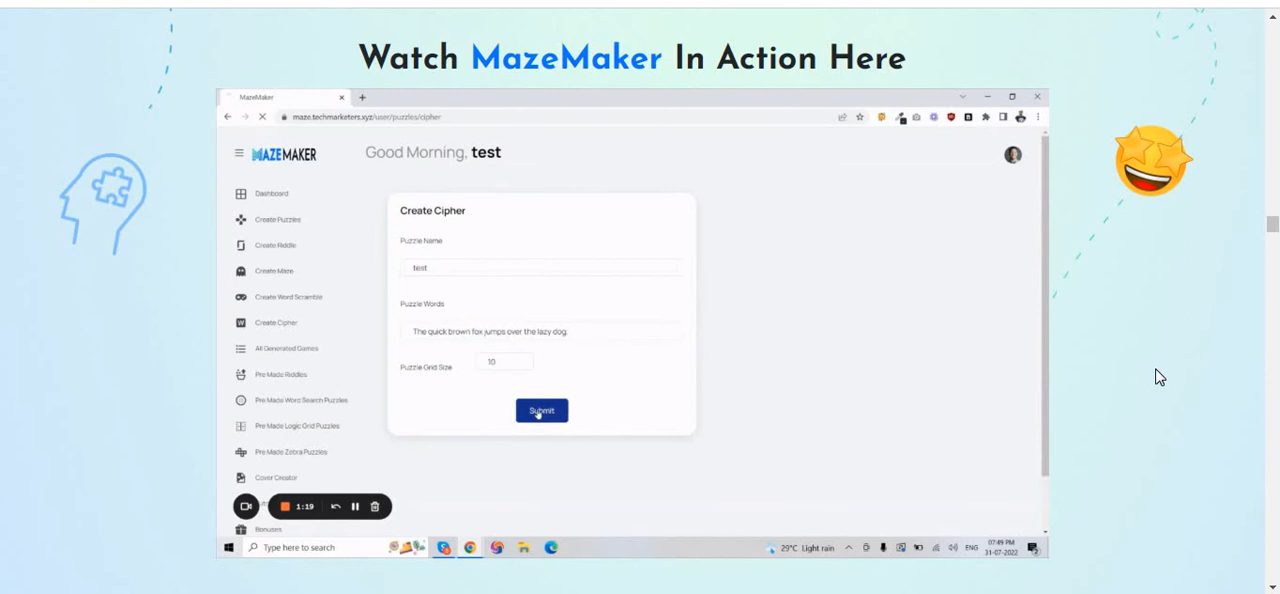 Watch MazeMaker In Action Here
MazeMaker
maze.techmarketers.xyz/user/puzzles/cipher
MAZEMAKER
Good Morning, test
Dashboard
Create Puzzles
Create Riddle
Create Maze
Create Word Scramble
Create Cipher
All Generated Games
Pre Made Riddles
Pre Made Word Search Puzzles
Pre Made Logic Grid Puzzles
Pre Made Zebra Puzzles
Cover Creator
Bonuses
Create Cipher
Puzzle Name
test
Puzzle Words
The quick brown fox jumps over the lazy dog.
Puzzle Grid Size
10
Submit
1:19
Type here to search
29°C Light rain
ENG
07:49 PM
31-07-2022